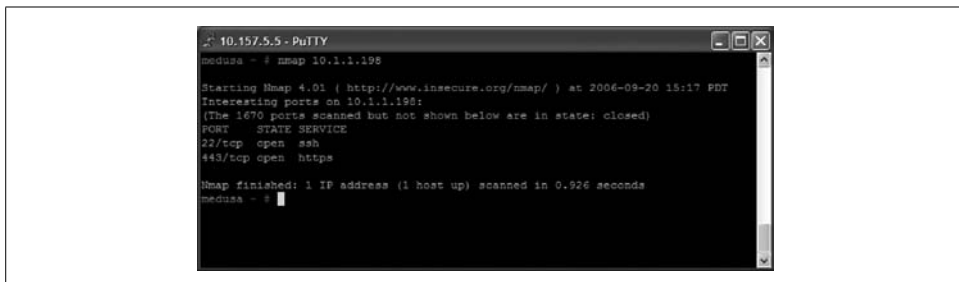 10.157.5.5 - PuTTY
medusa ~ # nmap 10.1.1.198
Starting Nmap 4.01 ( http://www.insecure.org/nmap/ ) at 2006-09-20 15:17 PDT
Interesting ports on 10.1.1.198:
(The 1670 ports scanned but not shown below are in state: closed)
PORT    STATE SERVICE
22/tcp  open  ssh
443/tcp open  https
Nmap finished: 1 IP address (1 host up) scanned in 0.926 seconds
medusa ~ #